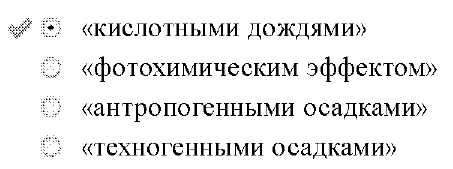 «кислотными дождями»
«фотохимическим эффектом»
«антропогенными осадками»
«техногенными осадками»